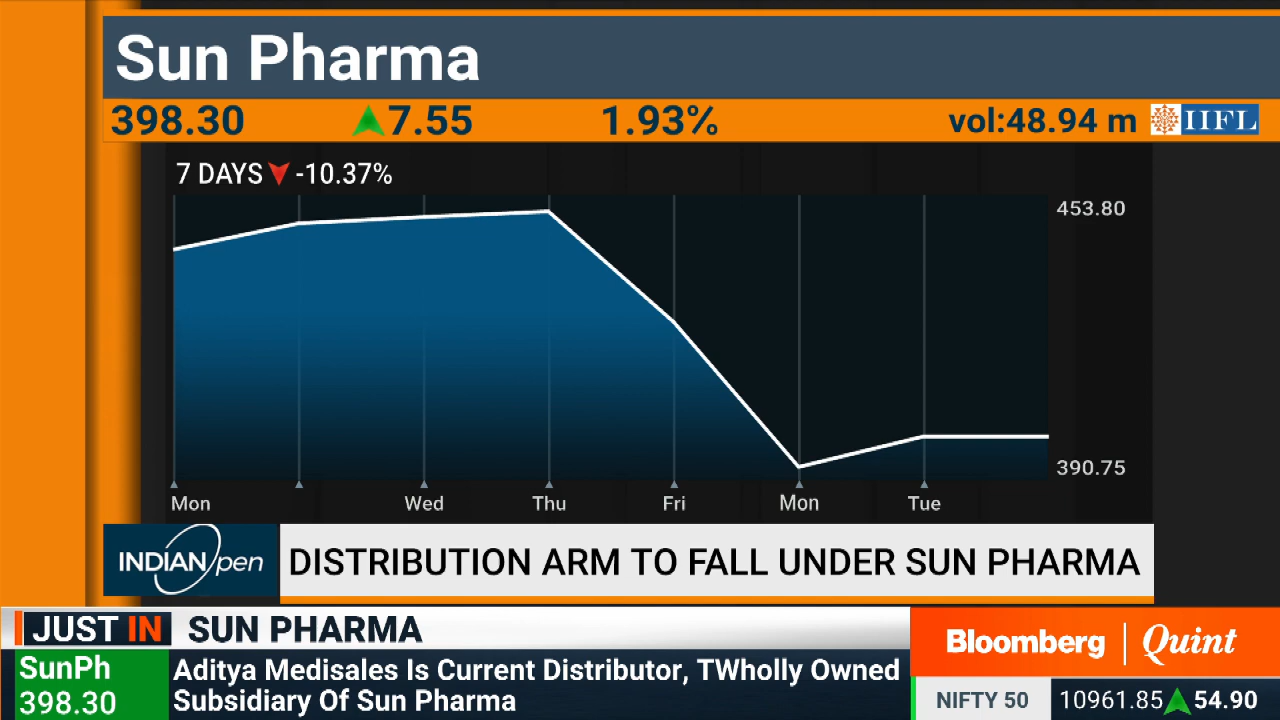 Sun Pharma
398.30 7.55 1.93% vol:48.94 m IIFL
7 DAYS -10.37%
453.80
390.75
Mon Wed Thu Fri Mon Tue
INDIAN pen
DISTRIBUTION ARM TO FALL UNDER SUN PHARMA
JUST IN SUN PHARMA
SunPh
398.30
Aditya Medisales Is Current Distributor, TWholly Owned
Subsidiary Of Sun Pharma
Bloomberg | Quint
NIFTY 50 10961.85 54.90